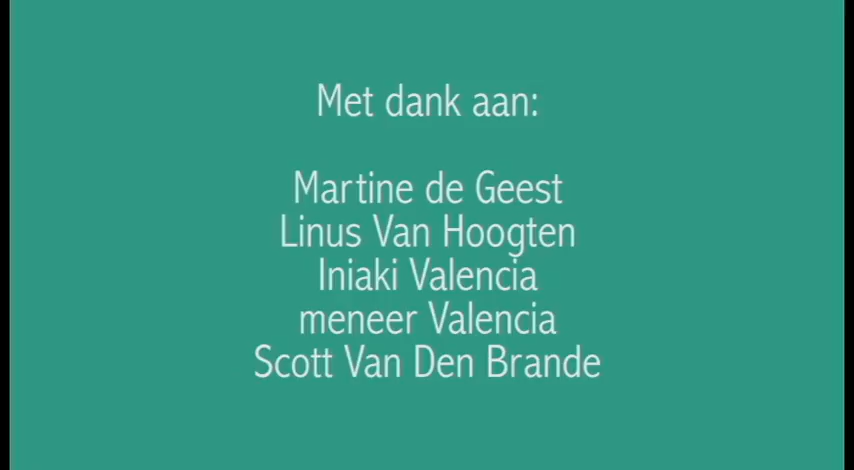 Met dank aan:
Martine de Geest
Linus Van Hoogten
Iniaki Valencia
meneer Valencia
Scott Van Den Brande